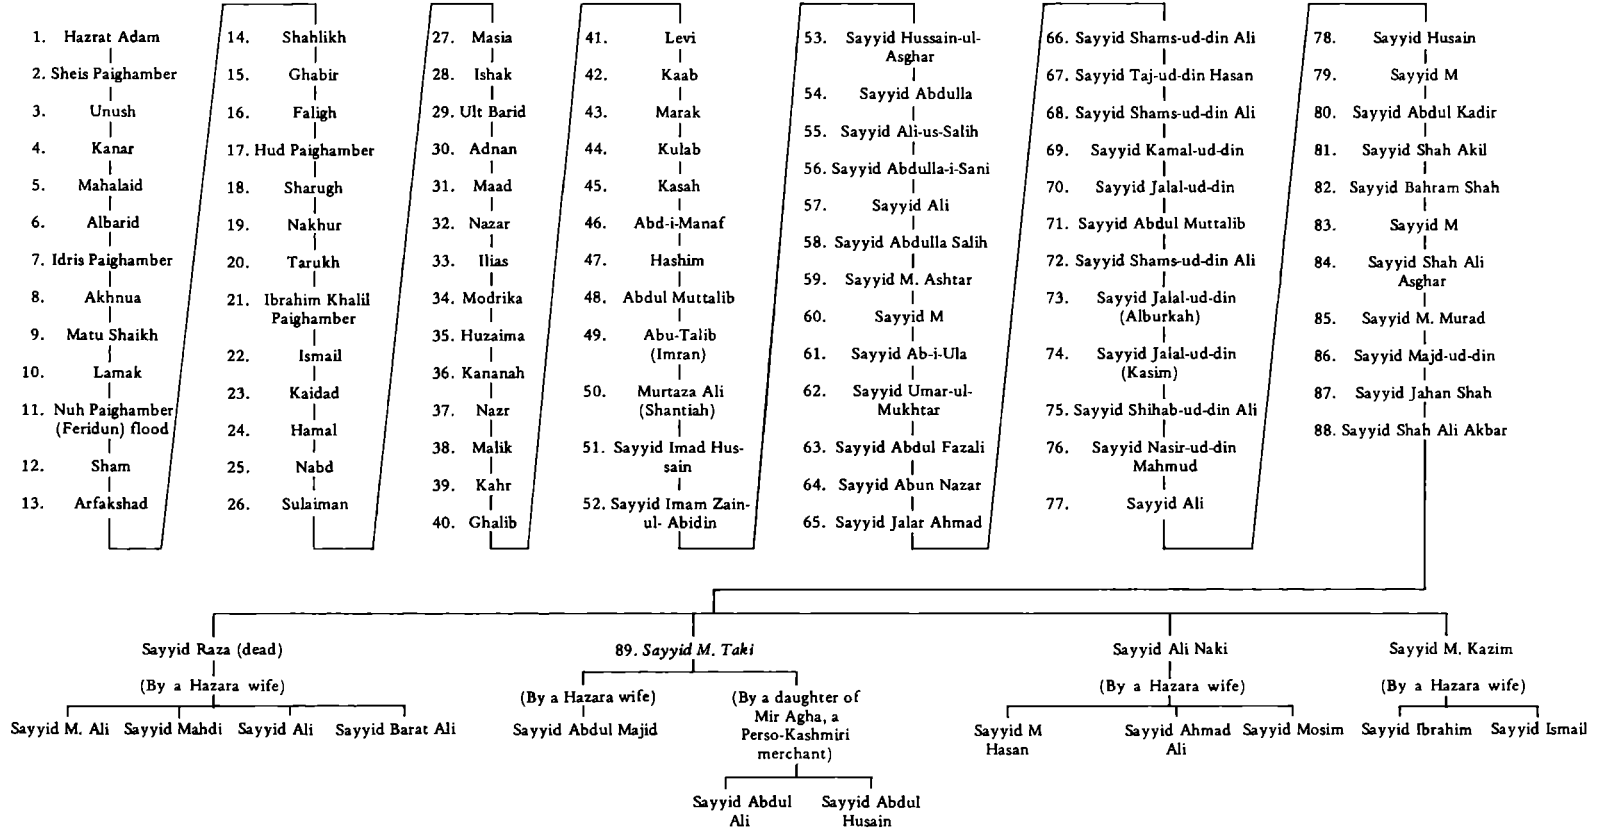 1. Hazrat Adam
2. Sheis Paighamber
3. Unush
4. Kanar
5. Mahalaid
6. Albarid
7. Idris Paighamber
8. Akhnua
9. Matu Shaikh
10. Lamak
11. Nuh Paighamber
(Feridun) flood
12. Sham
13. Arfakshad
14. Shahlikh
15. Ghabir
16. Faligh
17. Hud Paighamber
18. Sharugh
19. Nakhur
20. Tarukh
21. Ibrahim Khalil
Paighamber
22. Ismail
23. Kaidad
24. Hamal
25. Nabd
26. Sulaiman
27. Masia
28. Ishak
29. Ult Barid
30. Adnan
31. Maad
32. Nazar
33. Ilias
34. Modrika
35. Huzaima
36. Kananah
37. Nazr
38. Malik
39. Kahr
40. Ghalib
41. Levi
42. Kaab
43. Marak
44. Kulab
45. Kasah
46. Abd-i-Manaf
47. Hashim
48. Abdul Muttalib
49. Abu-Talib
(Imran)
50. Murtaza Ali
(Shantiah)
51. Sayyid Imad Hus-
sain
52. Sayyid Imam Zain-
ul- Abidin
53. Sayyid Hussain-ul-
Asghar
54. Sayyid Abdulla
55. Sayyid Ali-us-Salih
56. Sayyid Abdulla-i-Sani
57. Sayyid Ali
58. Sayyid Abdulla Salih
59. Sayyid M. Ashtar
60. Sayyid M
61. Sayyid Ab-i-Ula
62. Sayyid Umar-ul-
Mukhtar
63. Sayyid Abdul Fazali
64. Sayyid Abun Nazar
65. Sayyid Jalar Ahmad
66. Sayyid Shams-ud-din Ali
67. Sayyid Taj-ud-din Hasan
68. Sayyid Shams-ud-din Ali
69. Sayyid Kamal-ud-din
70. Sayyid Jalal-ud-din
71. Sayyid Abdul Muttalib
72. Sayyid Shams-ud-din Ali
73. Sayyid Jalal-ud-din
(Alburkah)
74. Sayyid Jalal-ud-din
(Kasim)
75. Sayyid Shihab-ud-din Ali
76. Sayyid Nasir-ud-din
Mahmud
77. Sayyid Ali
78. Sayyid Husain
79. Sayyid M
80. Sayyid Abdul Kadir
81. Sayyid Shah Akil
82. Sayyid Bahram Shah
83. Sayyid M
84. Sayyid Shah Ali
Asghar
85. Sayyid M. Murad
86. Sayyid Majd-ud-din
87. Sayyid Jahan Shah
88. Sayyid Shah Ali Akbar
Sayyid Raza (dead)
(By a Hazara wife)
Sayyid M. Ali
Sayyid Mahdi
Sayyid Ali
Sayyid Barat Ali
89. Sayyid M. Taki
(By a Hazara wife)
Sayyid Abdul Majid
(By a daughter of
Mir Agha, a
Perso-Kashmiri
merchant)
Sayyid Abdul
Ali
Sayyid Abdul
Husain
Sayyid Ali Naki
(By a Hazara wife)
Sayyid M
Hasan
Sayyid Ahmad
Ali
Sayyid Mosim
Sayyid M. Kazim
(By a Hazara wife)
Sayyid Ibrahim
Sayyid Ismail